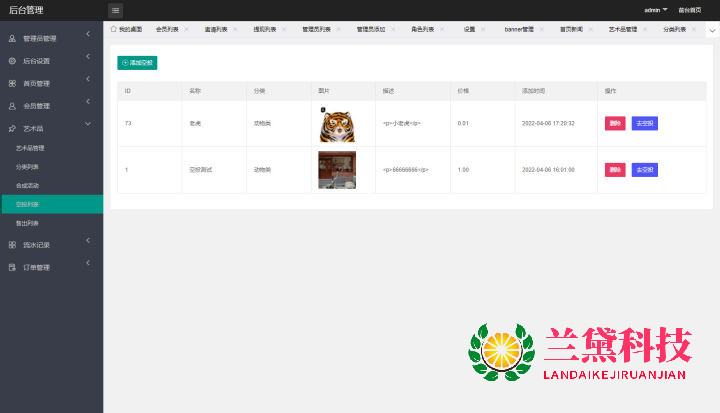 后台管理
admin
前台首页
我的桌面
会员列表
邀请列表
提现列表
管理员列表
管理员添加
角色列表
设置
banner管理
首页新闻
艺术品管理
分类列表
管理员管理
后台设置
首页管理
会员管理
艺术品
艺术品管理
分类列表
合成活动
空投列表
售出列表
流水记录
订单管理
添加空投
ID 名称 分类 图片 描述 价格 添加时间 操作
73 老虎 动物类 <p>小老虎</p> 0.01 2022-04-06 17:20:32 删除 去空投
1 空投测试 动物类 <p>66666666</p> 1.00 2022-04-06 16:01:00 删除 去空投
兰黛科技
LANDAIKEJIRUANJIAN